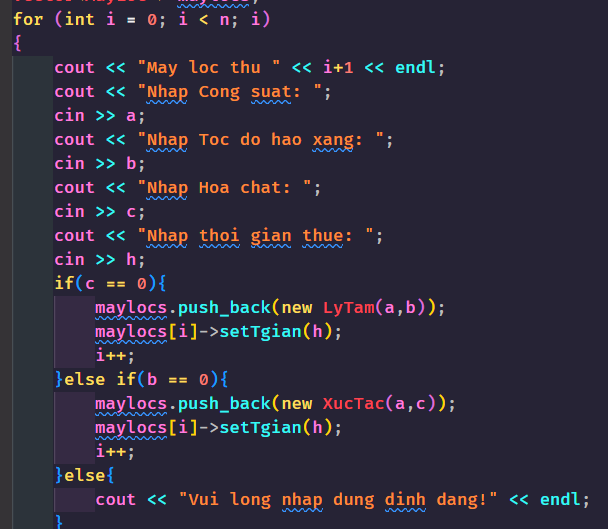 for (int i = 0; i < n; i)
{
    cout << "May loc thu " << i+1 << endl;
    cout << "Nhap Cong suat: ";
    cin >> a;
    cout << "Nhap Toc do hao xang: ";
    cin >> b;
    cout << "Nhap Hoa chat: ";
    cin >> c;
    cout << "Nhap thoi gian thue: ";
    cin >> h;
    if(c == 0){
        maylocs.push_back(new LyTam(a,b));
        maylocs[i]->setTgian(h);
        i++;
    }else if(b == 0){
        maylocs.push_back(new XucTac(a,c));
        maylocs[i]->setTgian(h);
        i++;
    }else{
        cout << "Vui long nhap dung dinh dang!" << endl;
    }